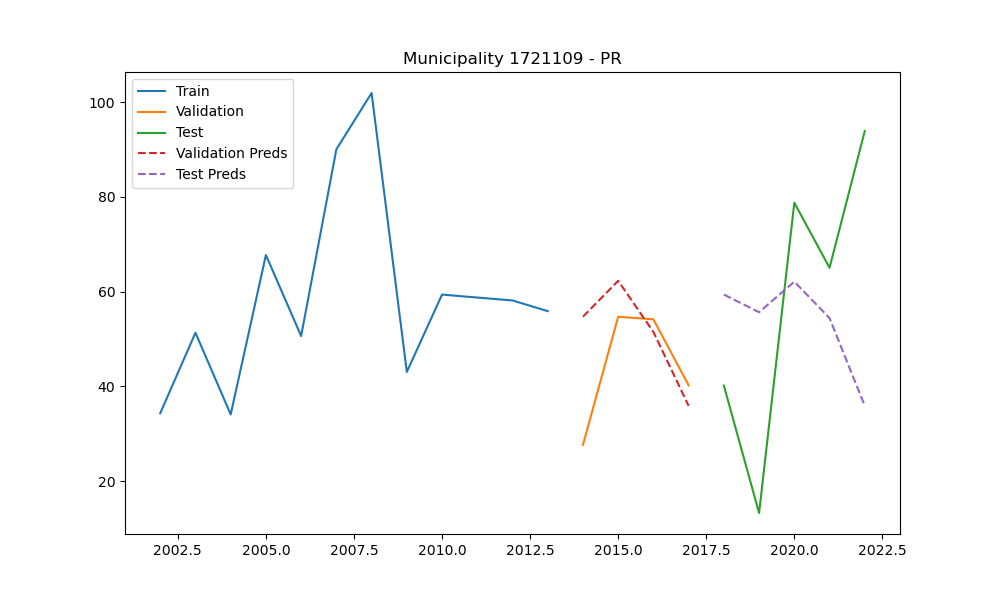 Municipality 1721109 - PR
Train
Validation
Test
Validation Preds
Test Preds
100
80
60
40
20
2002.5 2005.0 2007.5 2010.0 2012.5 2015.0 2017.5 2020.0 2022.5